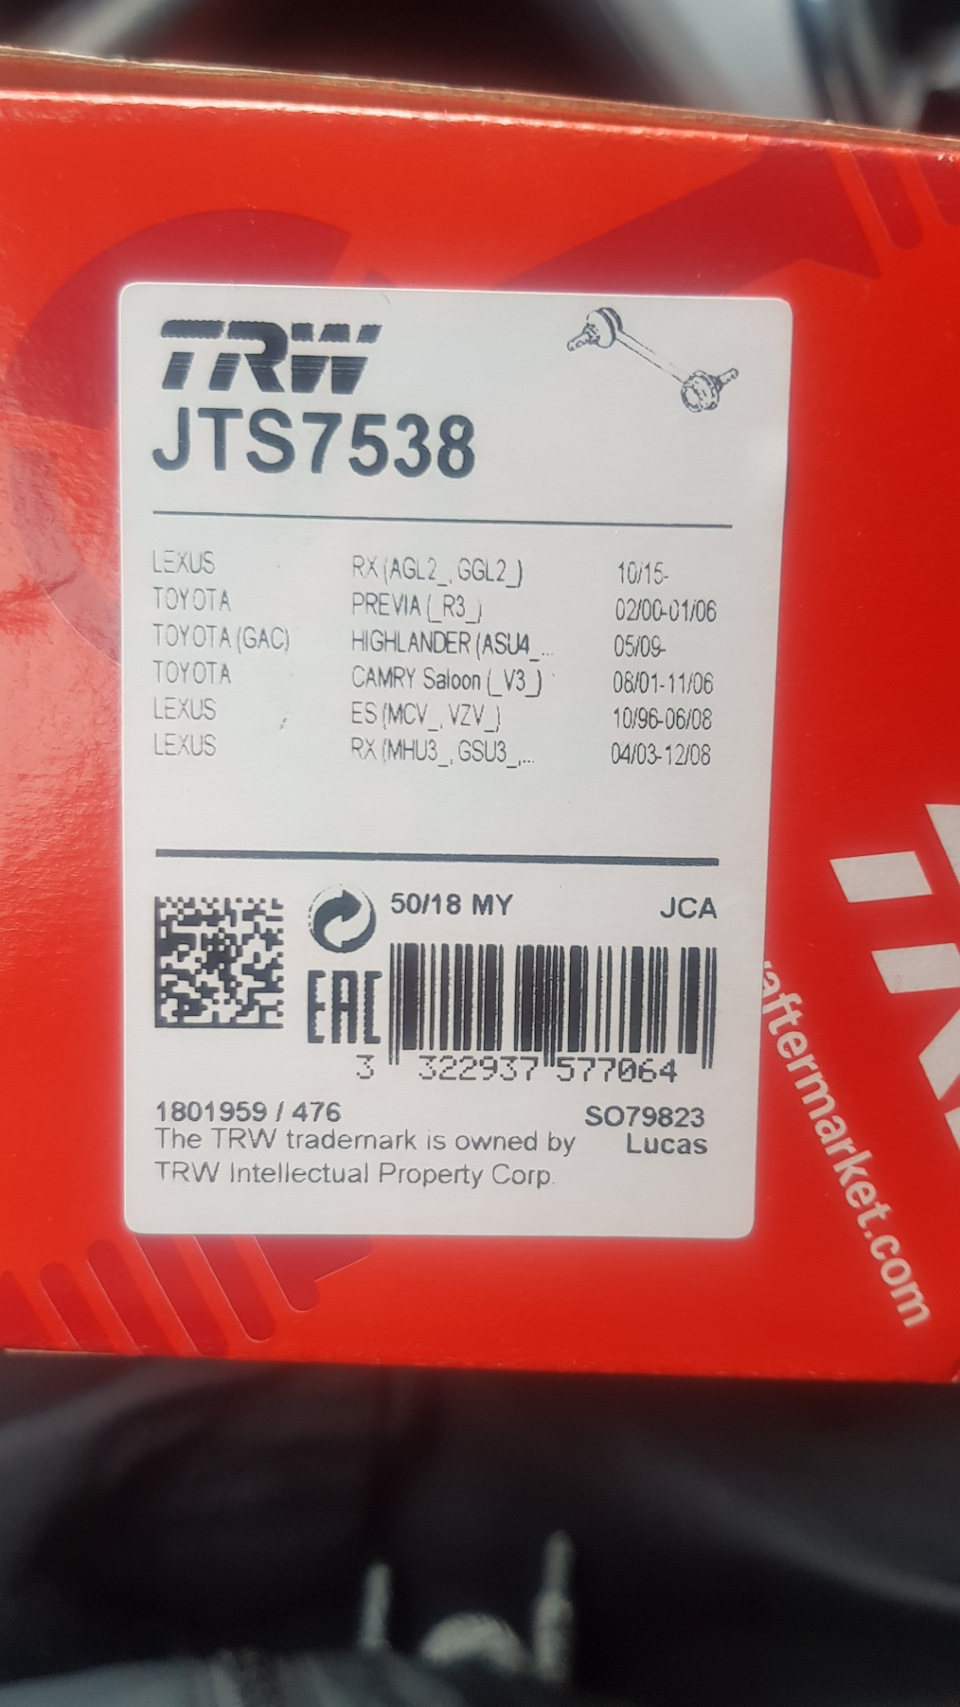 TRW
JTS7538
LEXUS RX (AGL2_, GGL2_) 10/15-
TOYOTA PREVIA (_R3_) 02/00-01/06
TOYOTA (GAC) HIGHLANDER (ASU4_... 05/09-
TOYOTA CAMRY Saloon (_V3_) 08/01-11/06
LEXUS ES (MCV_, VZV_) 10/96-06/08
LEXUS RX (MHU3_, GSU3_,... 04/03-12/08
50/18 MY JCA
EAC
3 322937 577064
1801959 / 476 SO79823
The TRW trademark is owned by Lucas
TRW Intellectual Property Corp.
aftermarket.com